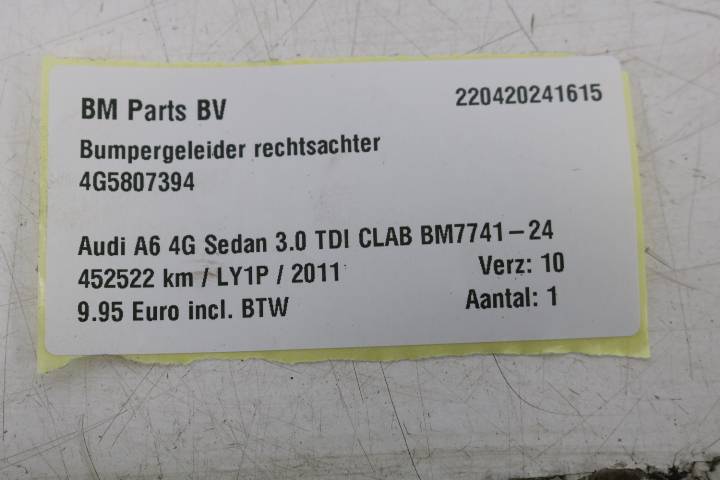 BM Parts BV 220420241615
Bumpergeleider rechtsachter
4G5807394
Audi A6 4G Sedan 3.0 TDI CLAB BM7741-24
452522 km / LY1P / 2011 Verz: 10
9.95 Euro incl. BTW Aantal: 1